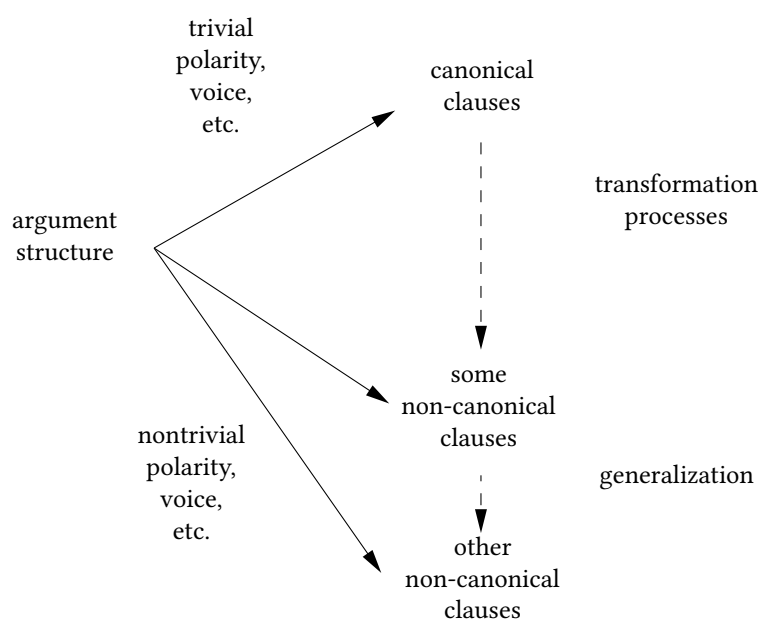 trivial
polarity,
voice,
etc.
canonical
clauses
transformation
processes
argument
structure
some
non-canonical
clauses
nontrivial
polarity,
voice,
etc.
generalization
other
non-canonical
clauses